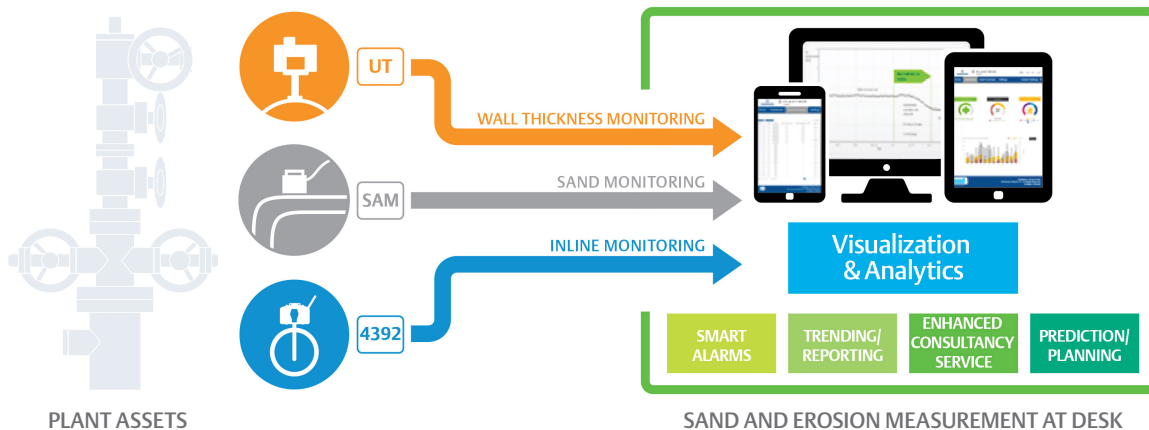 UT
WALL THICKNESS MONITORING
SAM
SAND MONITORING
4392
INLINE MONITORING
Visualization
& Analytics
SMART
ALARMS
TRENDING/
REPORTING
ENHANCED
CONSULTANCY
SERVICE
PREDICTION/
PLANNING
PLANT ASSETS
SAND AND EROSION MEASUREMENT AT DESK